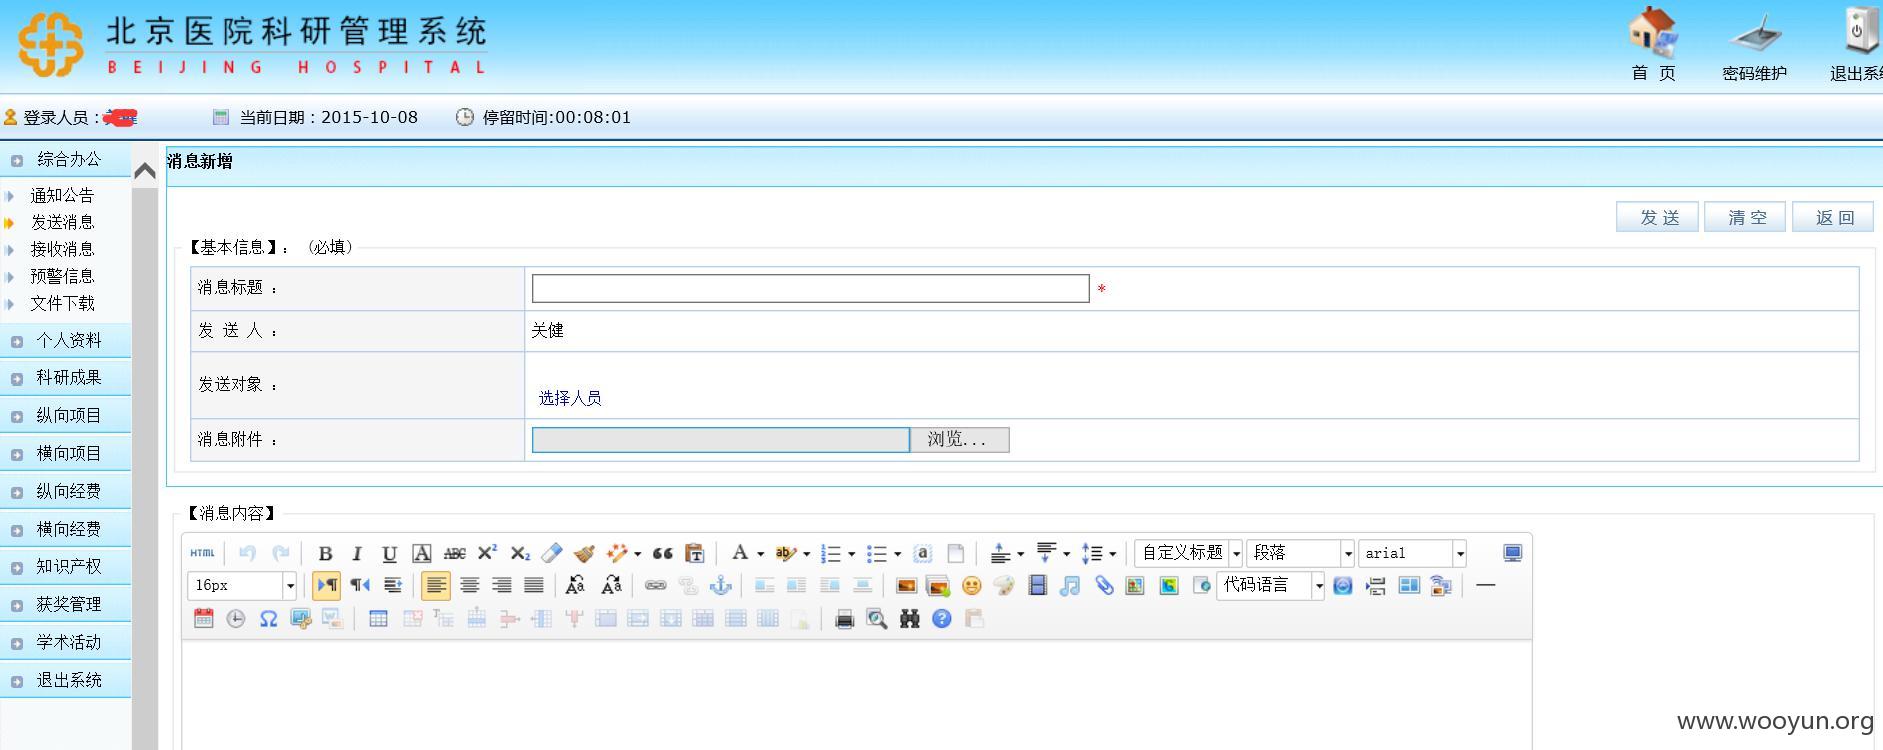 北京医院科研管理系统
BEIJING HOSPITAL
首 页
密码维护
退出系
登录人员：
当前日期：2015-10-08
停留时间:00:08:01
综合办公
通知公告
发送消息
接收消息
预警信息
文件下载
个人资料
科研成果
纵向项目
横向项目
纵向经费
横向经费
知识产权
获奖管理
学术活动
退出系统
消息新增
发 送
清 空
返 回
【基本信息】：（必填）
消息标题 ：
*
发 送 人 ：
关健
发送对象 ：
选择人员
消息附件 ：
浏览...
【消息内容】
HTML
自定义标题
段落
arial
16px
代码语言
www.wooyun.org